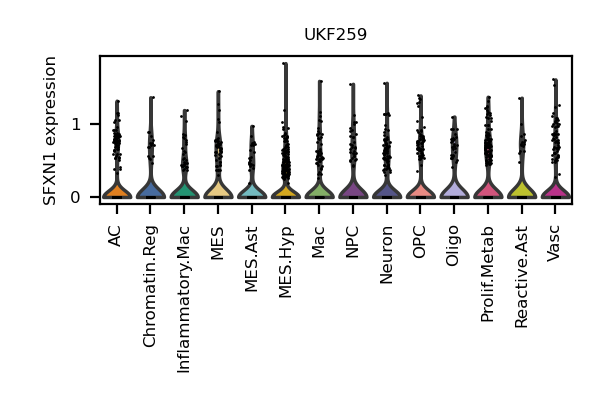 UKF259
SFXN1 expression
1
0
AC
Chromatin.Reg
Inflammatory.Mac
MES
MES.Ast
MES.Hyp
Mac
NPC
Neuron
OPC
Oligo
Prolif.Metab
Reactive.Ast
Vasc